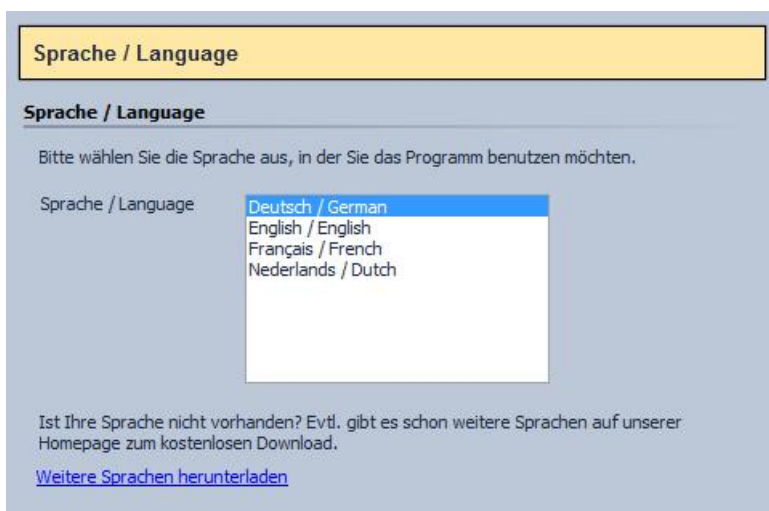 Sprache / Language
Sprache / Language
Bitte wählen Sie die Sprache aus, in der Sie das Programm benutzen möchten.
Sprache / Language
Deutsch / German
English / English
Français / French
Nederlands / Dutch
Ist Ihre Sprache nicht vorhanden? Evtl. gibt es schon weitere Sprachen auf unserer
Homepage zum kostenlosen Download.
Weitere Sprachen herunterladen